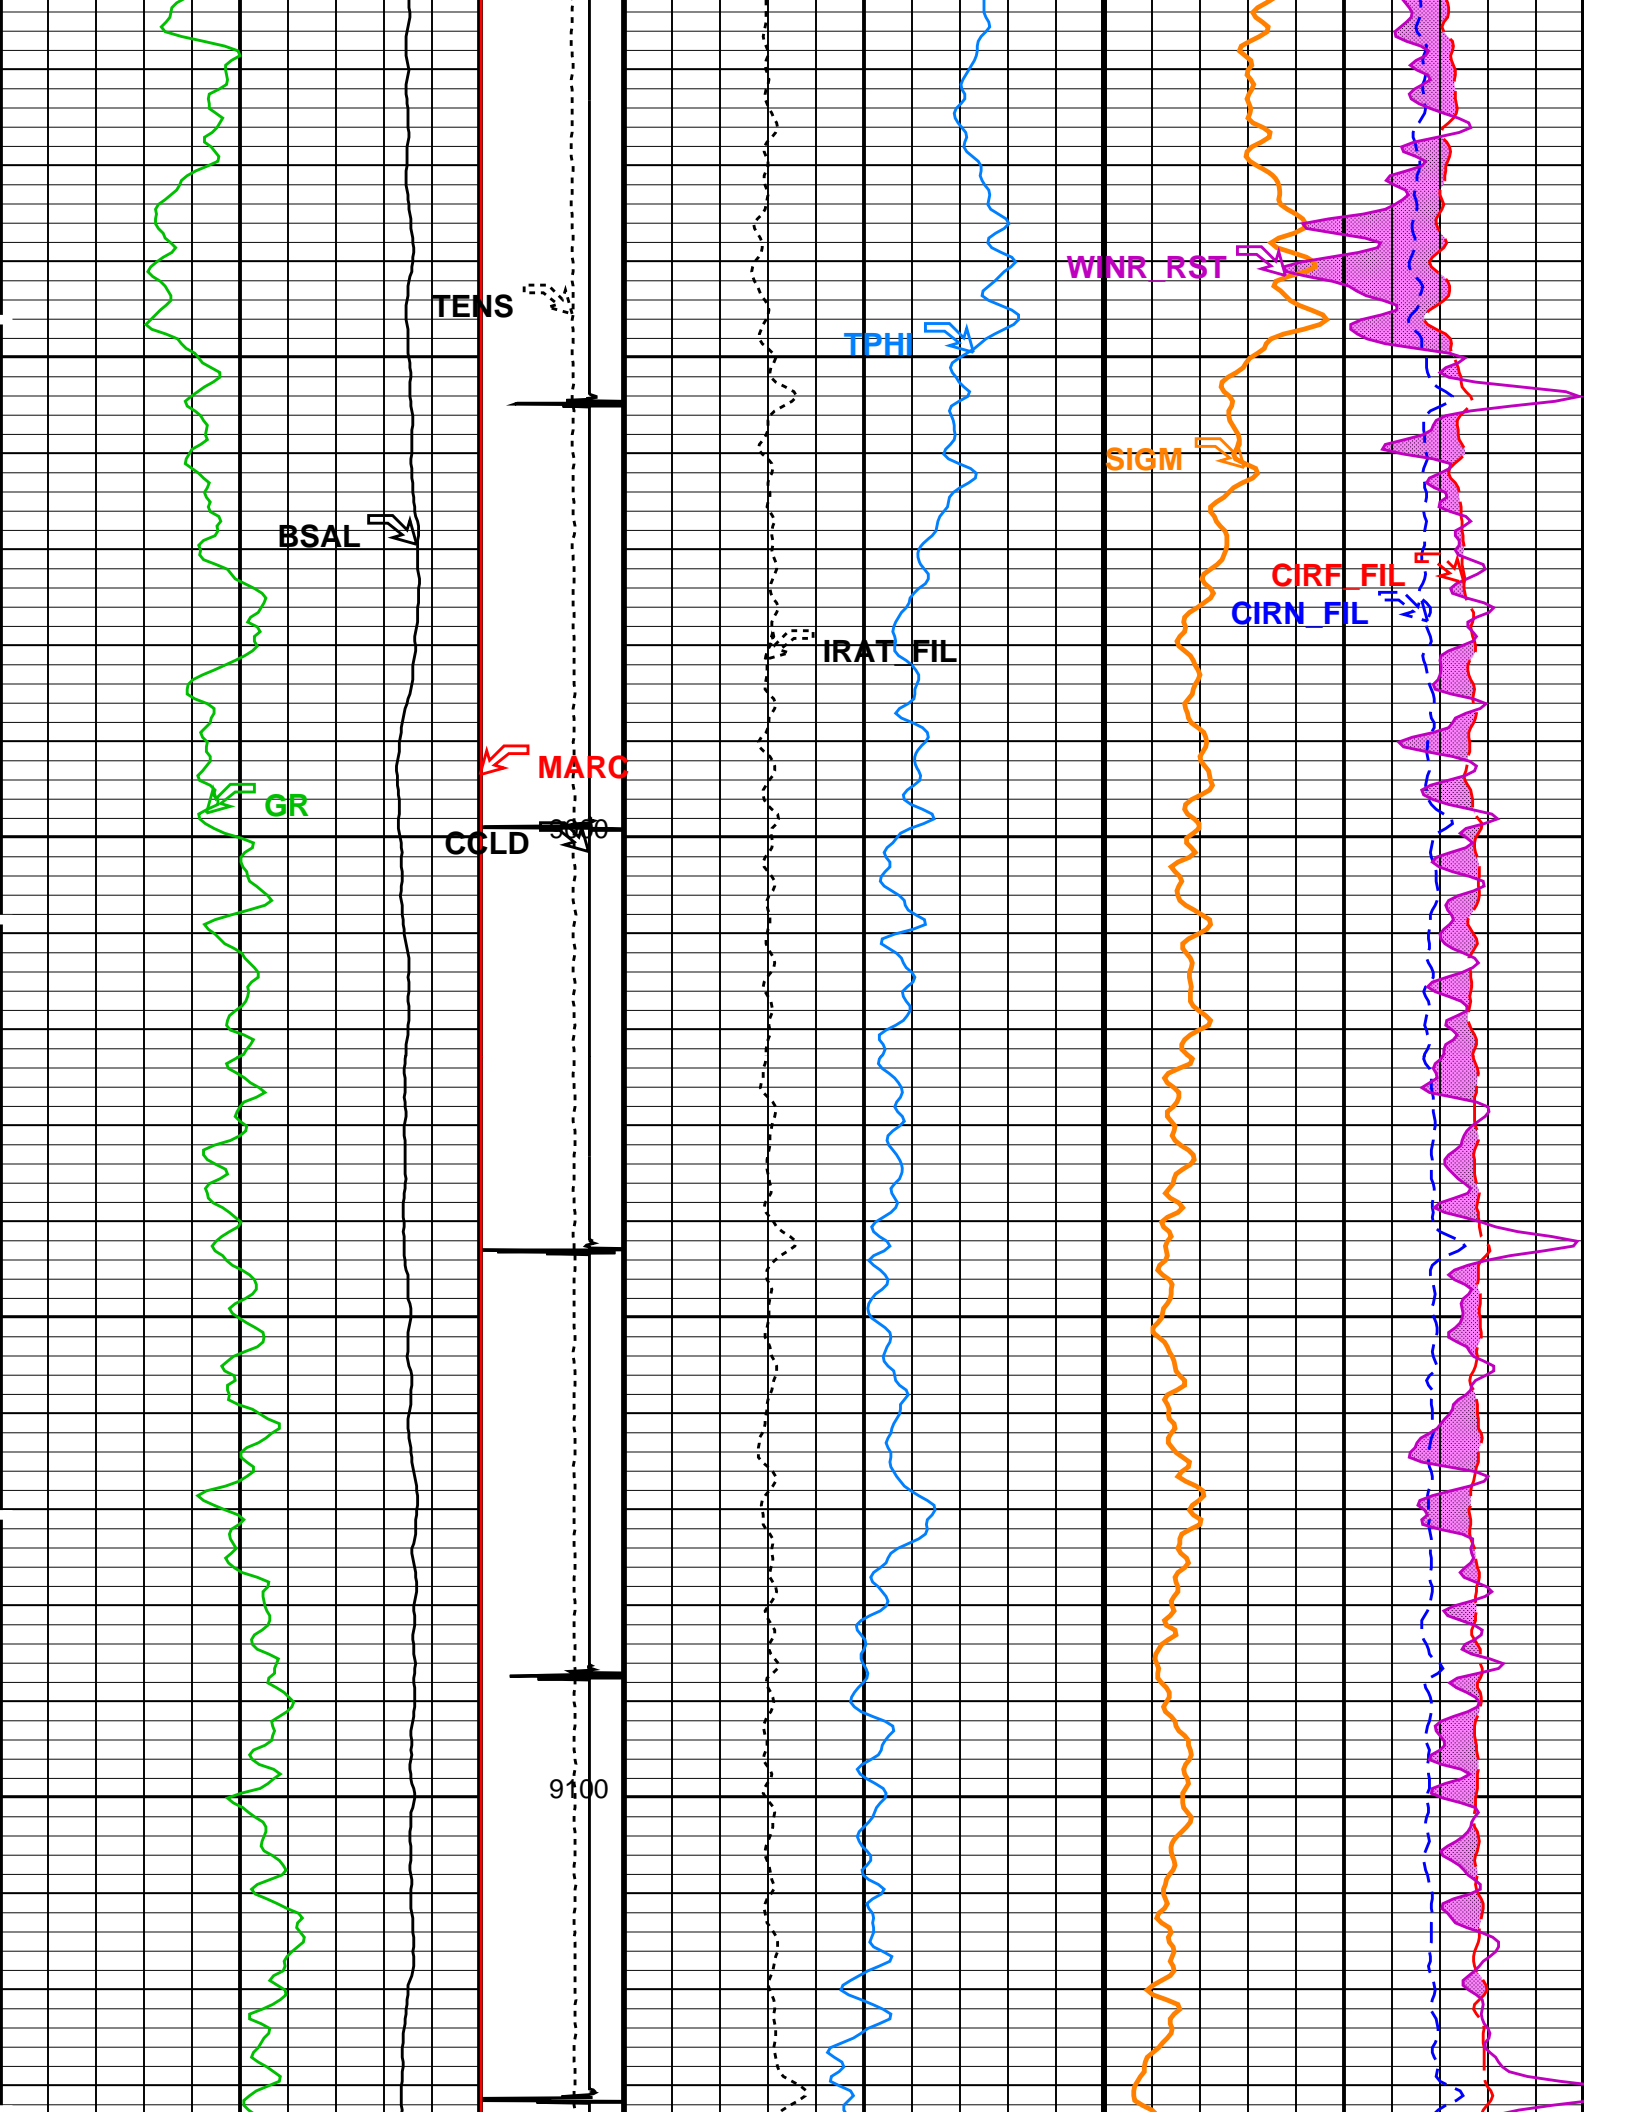 WINR_RST
TENS
TPHI
SIGM
BSAL
CIRF_FIL
CIRN_FIL
IRAT_FIL
MARC
GR
CCLD
9100